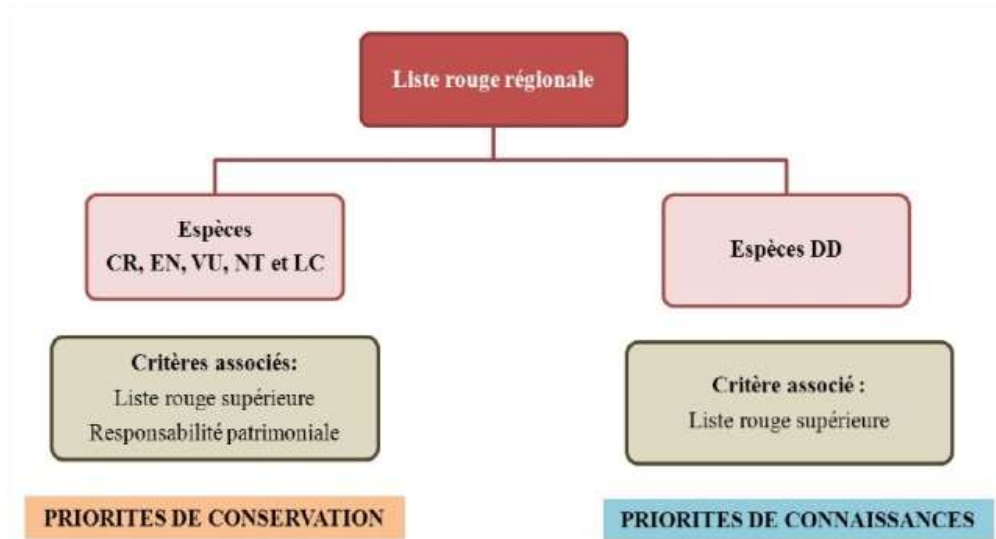 Liste rouge régionale
Espèces
CR, EN, VU, NT et LC
Espèces DD
Critères associés:
Liste rouge supérieure
Responsabilité patrimoniale
Critère associé :
Liste rouge supérieure
PRIORITES DE CONSERVATION
PRIORITES DE CONNAISSANCES